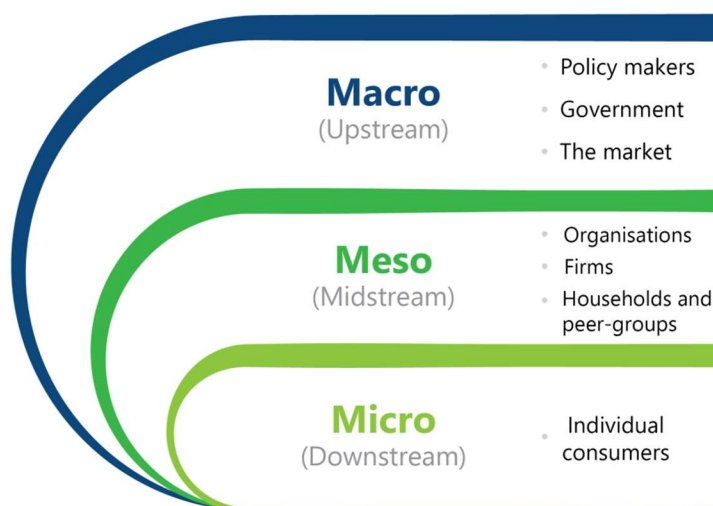 Macro
(Upstream)
• Policy makers
• Government
• The market
Meso
(Midstream)
• Organisations
• Firms
• Households and
peer-groups
Micro
(Downstream)
• Individual
consumers